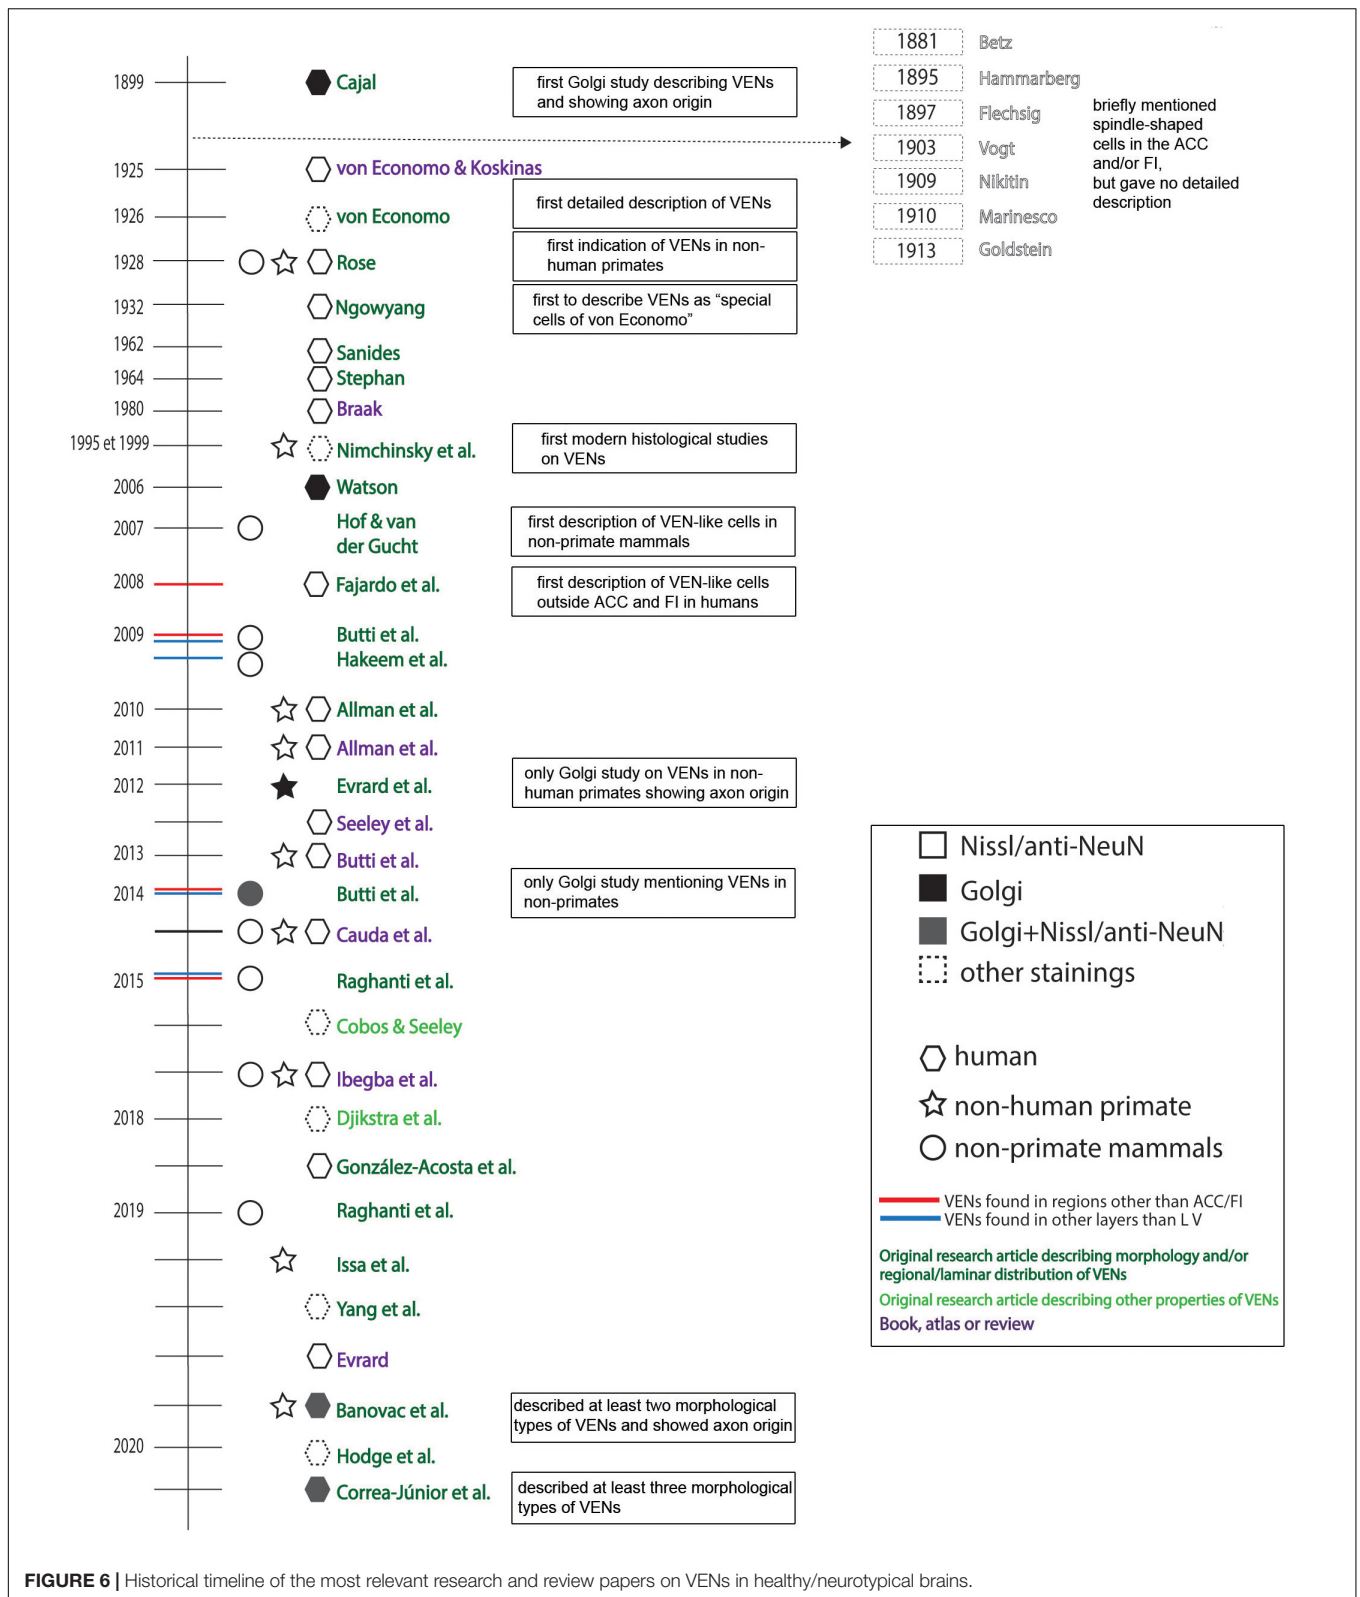 1899
Cajal
first Golgi study describing VENs
and showing axon origin
1881
Betz
1895
Hammarberg
1897
Flechsig
1903
Vogt
1909
Nikitin
1910
Marinesco
1913
Goldstein
briefly mentioned
spindle-shaped
cells in the ACC
and/or FI,
but gave no detailed
description
1925
von Economo & Koskinas
1926
von Economo
first detailed description of VENs
1928
Rose
first indication of VENs in non-
human primates
1932
Ngowyang
first to describe VENs as “special
cells of von Economo”
1962
Sanides
1964
Stephan
1980
Braak
1995 et 1999
Nimchinsky et al.
first modern histological studies
on VENs
2006
Watson
2007
Hof & van
der Gucht
first description of VEN-like cells in
non-primate mammals
2008
Fajardo et al.
first description of VEN-like cells
outside ACC and FI in humans
2009
Butti et al.
Hakeem et al.
2010
Allman et al.
2011
Allman et al.
2012
Evrard et al.
only Golgi study on VENs in non-
human primates showing axon origin
Seeley et al.
2013
Butti et al.
2014
Butti et al.
only Golgi study mentioning VENs in
non-primates
Cauda et al.
2015
Raghanti et al.
Cobos & Seeley
Ibegba et al.
2018
Djikstra et al.
González-Acosta et al.
2019
Raghanti et al.
Issa et al.
Yang et al.
Evrard
Banovac et al.
described at least two morphological
types of VENs and showed axon origin
2020
Hodge et al.
Correa-Júnior et al.
described at least three morphological
types of VENs
Nissl/anti-NeuN
Golgi
Golgi+Nissl/anti-NeuN
other stainings
human
non-human primate
non-primate mammals
VENs found in regions other than ACC/FI
VENs found in other layers than L V
Original research article describing morphology and/or
regional/laminar distribution of VENs
Original research article describing other properties of VENs
Book, atlas or review
FIGURE 6 | Historical timeline of the most relevant research and review papers on VENs in healthy/neurotypical brains.